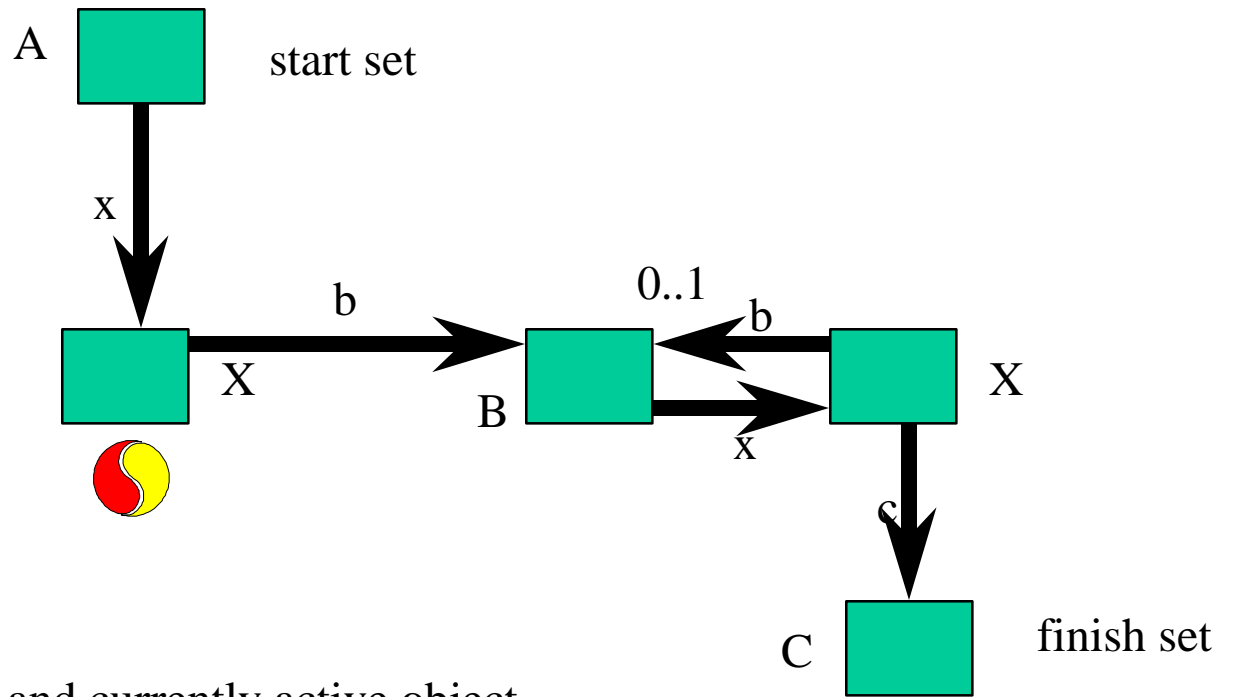 A
start set
x
b
0..1
b
X
B
X
x
c
C
finish set
and currently active object